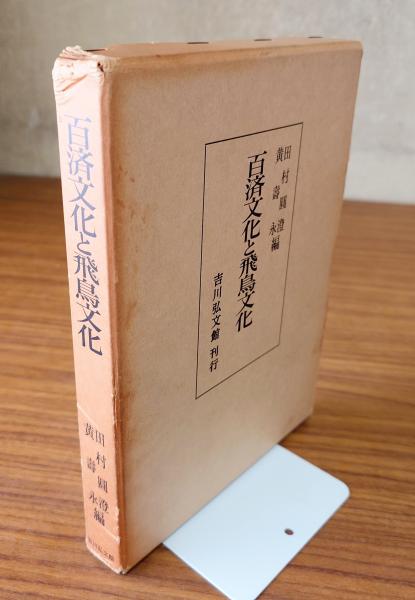 百済文化と飛鳥文化
田村圓澄
黄壽永編
田村圓澄
黄壽永編
百済文化と飛鳥文化
吉川弘文館 刊行